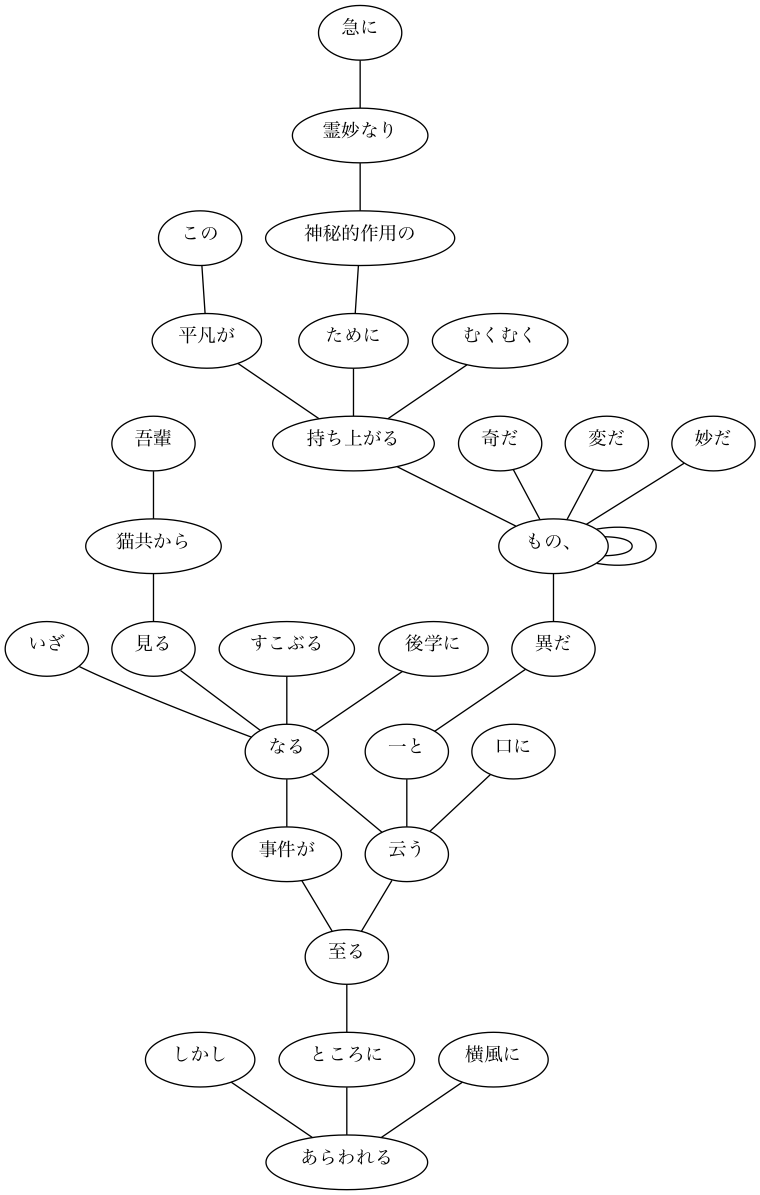 急に
霊妙なり
この
神秘的作用の
平凡が
ために
むくむく
吾輩
持ち上がる
奇だ
変だ
妙だ
猫共から
もの、
いざ
見る
すこぶる
後学に
異だ
なる
一と
口に
事件が
云う
至る
しかし
ところに
横風に
あらわれる